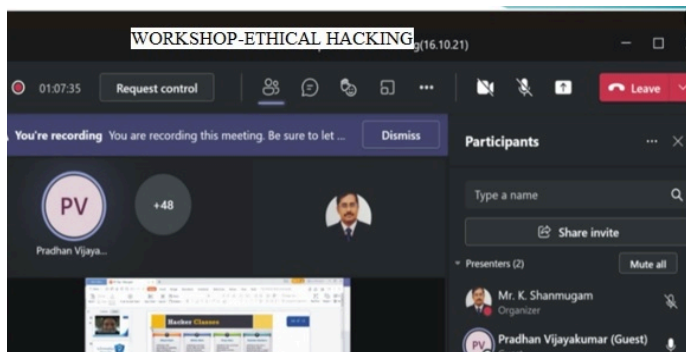 WORKSHOP-ETHICAL HACKING
g(16.10.21)
01:07:35
Request control
Leave
You're recording You are recording this meeting. Be sure to let ...
Dismiss
Participants
PV
+48
Pradhan Vijaya...
Type a name
Share invite
Presenters (2)
Mute all
Mr. K. Shanmugam
Organizer
PV
Pradhan Vijayakumar (Guest)
Hacker Classes